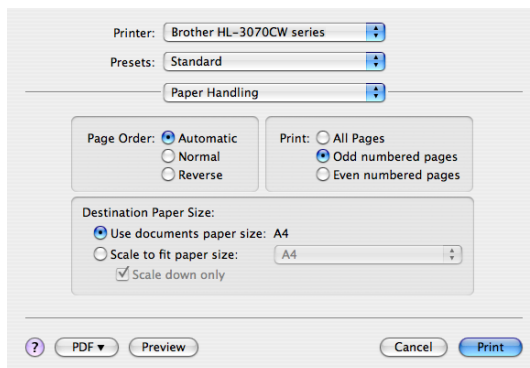 Printer: Brother HL-3070CW series
Presets: Standard
Paper Handling
Page Order: Automatic
Normal
Reverse
Print: All Pages
Odd numbered pages
Even numbered pages
Destination Paper Size:
Use documents paper size: A4
Scale to fit paper size: A4
Scale down only
? PDF ▼ Preview Cancel Print